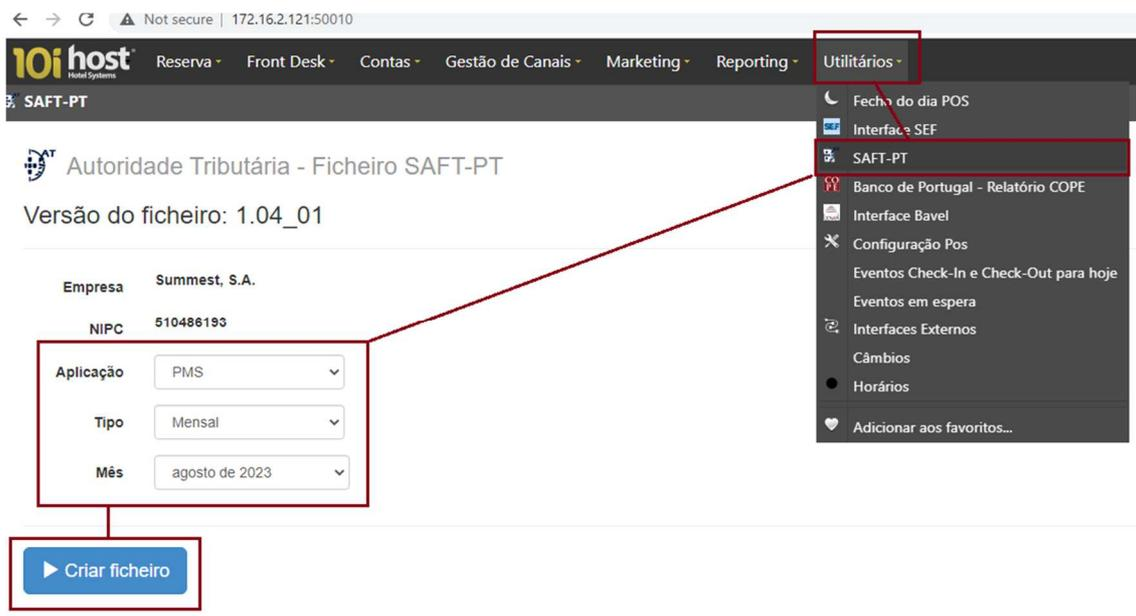 Not secure | 172.16.2.121:50010
10i host Reserva Front Desk Contas Gestão de Canais Marketing Reporting Utilitários
Hotel Systems
SAFT-PT
Fecho do dia POS
SEF Interface SEF
SAFT-PT
COPE Banco de Portugal - Relatório COPE
Interface Bavel
Configuração Pos
Eventos Check-In e Check-Out para hoje
Eventos em espera
Interfaces Externos
Câmbios
Horários
Adicionar aos favoritos...
AT Autoridade Tributária - Ficheiro SAFT-PT
Versão do ficheiro: 1.04_01
Empresa Summest, S.A.
NIPC 510486193
Aplicação PMS
Tipo Mensal
Mês agosto de 2023
Criar ficheiro